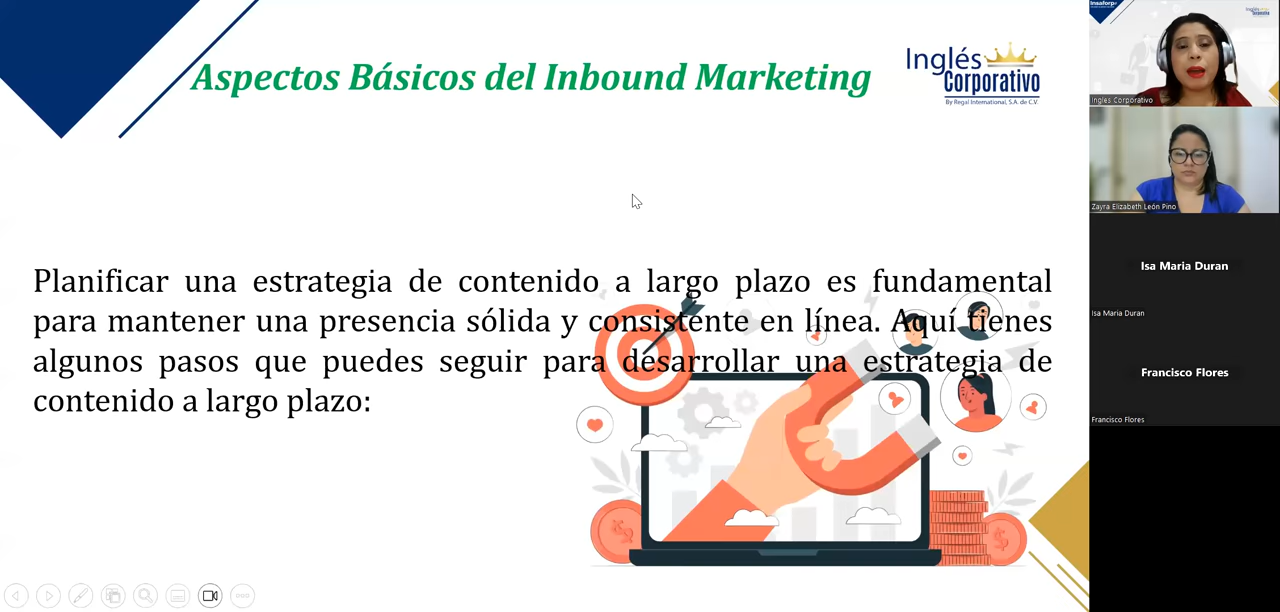 Aspectos Básicos del Inbound Marketing
Inglés
Corporativo
By Regal International, S.A. de C.V.
Planificar una estrategia de contenido a largo plazo es fundamental
para mantener una presencia sólida y consistente en línea. Aquí tienes
algunos pasos que puedes seguir para desarrollar una estrategia de
contenido a largo plazo:
Insaforp
Ingles Corporativo
Zayra Elizabeth León Pino
Isa Maria Duran
Isa Maria Duran
Francisco Flores
Francisco Flores